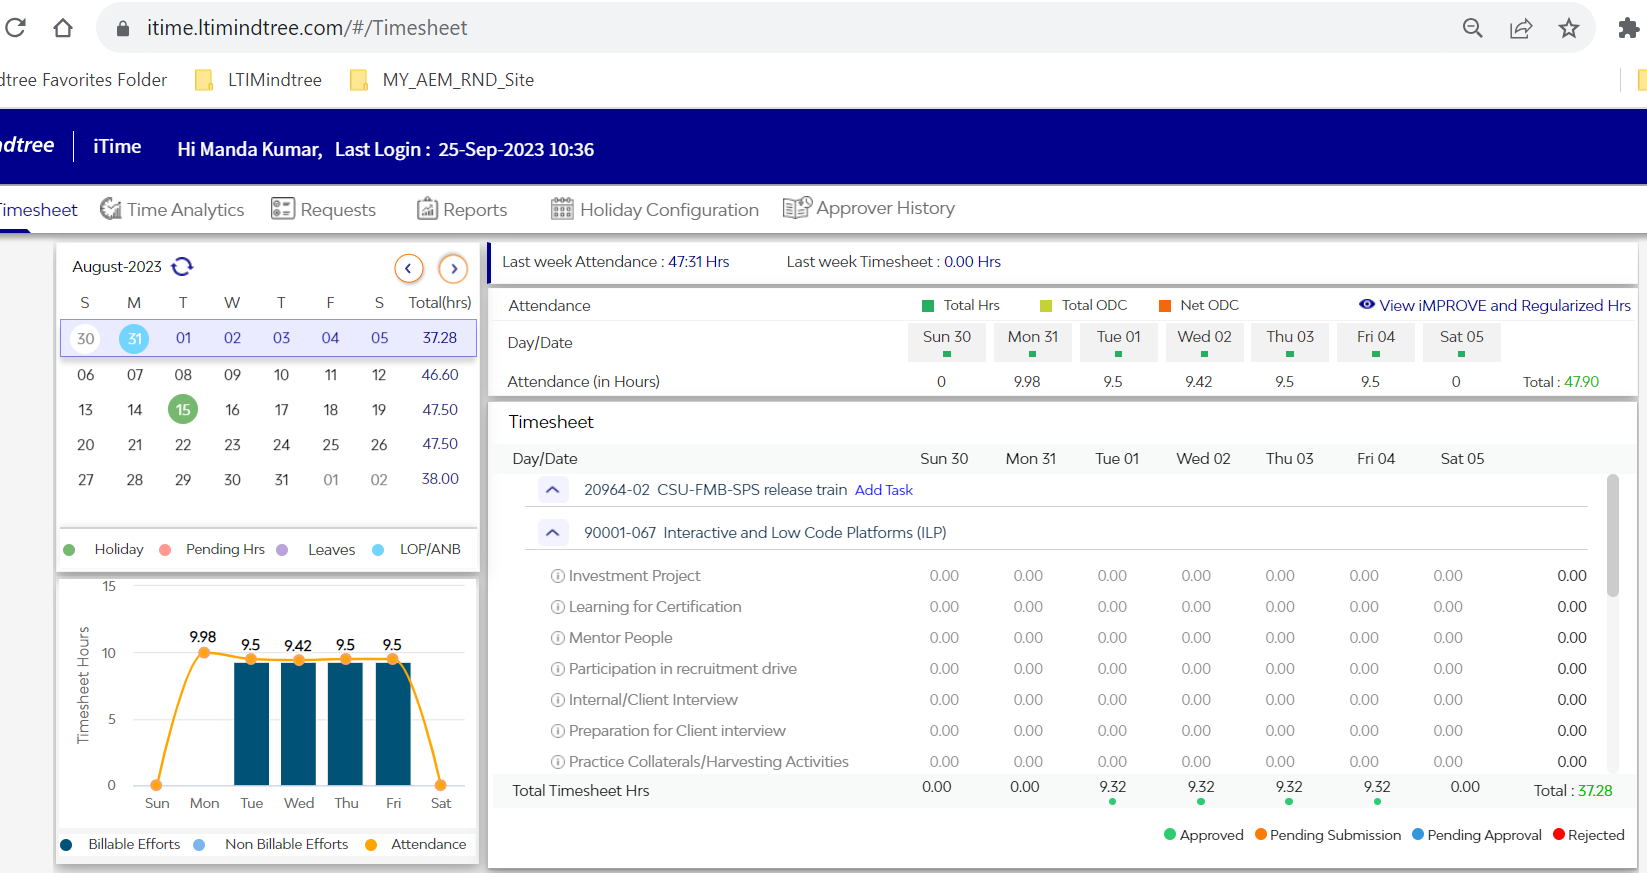 itime.ltimindtree.com/#/Timesheet
dtree Favorites Folder LTIMindtree MY_AEM_RND_Site
ndtree iTime Hi Manda Kumar, Last Login : 25-Sep-2023 10:36
Timesheet Time Analytics Requests Reports Holiday Configuration Approver History
August-2023
S M T W T F S Total(hrs)
30 31 01 02 03 04 05 37.28
06 07 08 09 10 11 12 46.60
13 14 15 16 17 18 19 47.50
20 21 22 23 24 25 26 47.50
27 28 29 30 31 01 02 38.00
Holiday Pending Hrs Leaves LOP/ANB
Timesheet Hours
15
10
5
0
9.98 9.5 9.42 9.5 9.5
Sun Mon Tue Wed Thu Fri Sat
Billable Efforts Non Billable Efforts Attendance
Last week Attendance : 47:31 Hrs Last week Timesheet : 0.00 Hrs
Attendance Total Hrs Total ODC Net ODC View iMPROVE and Regularized Hrs
Day/Date Sun 30 Mon 31 Tue 01 Wed 02 Thu 03 Fri 04 Sat 05
Attendance (in Hours) 0 9.98 9.5 9.42 9.5 9.5 0 Total : 47.90
Timesheet
Day/Date Sun 30 Mon 31 Tue 01 Wed 02 Thu 03 Fri 04 Sat 05
20964-02 CSU-FMB-SPS release train Add Task
90001-067 Interactive and Low Code Platforms (ILP)
Investment Project 0.00 0.00 0.00 0.00 0.00 0.00 0.00 0.00
Learning for Certification 0.00 0.00 0.00 0.00 0.00 0.00 0.00 0.00
Mentor People 0.00 0.00 0.00 0.00 0.00 0.00 0.00 0.00
Participation in recruitment drive 0.00 0.00 0.00 0.00 0.00 0.00 0.00 0.00
Internal/Client Interview 0.00 0.00 0.00 0.00 0.00 0.00 0.00 0.00
Preparation for Client interview 0.00 0.00 0.00 0.00 0.00 0.00 0.00 0.00
Practice Collaterals/Harvesting Activities 0.00 0.00 0.00 0.00 0.00 0.00 0.00 0.00
Total Timesheet Hrs 0.00 0.00 9.32 9.32 9.32 9.32 0.00 Total : 37.28
Approved Pending Submission Pending Approval Rejected